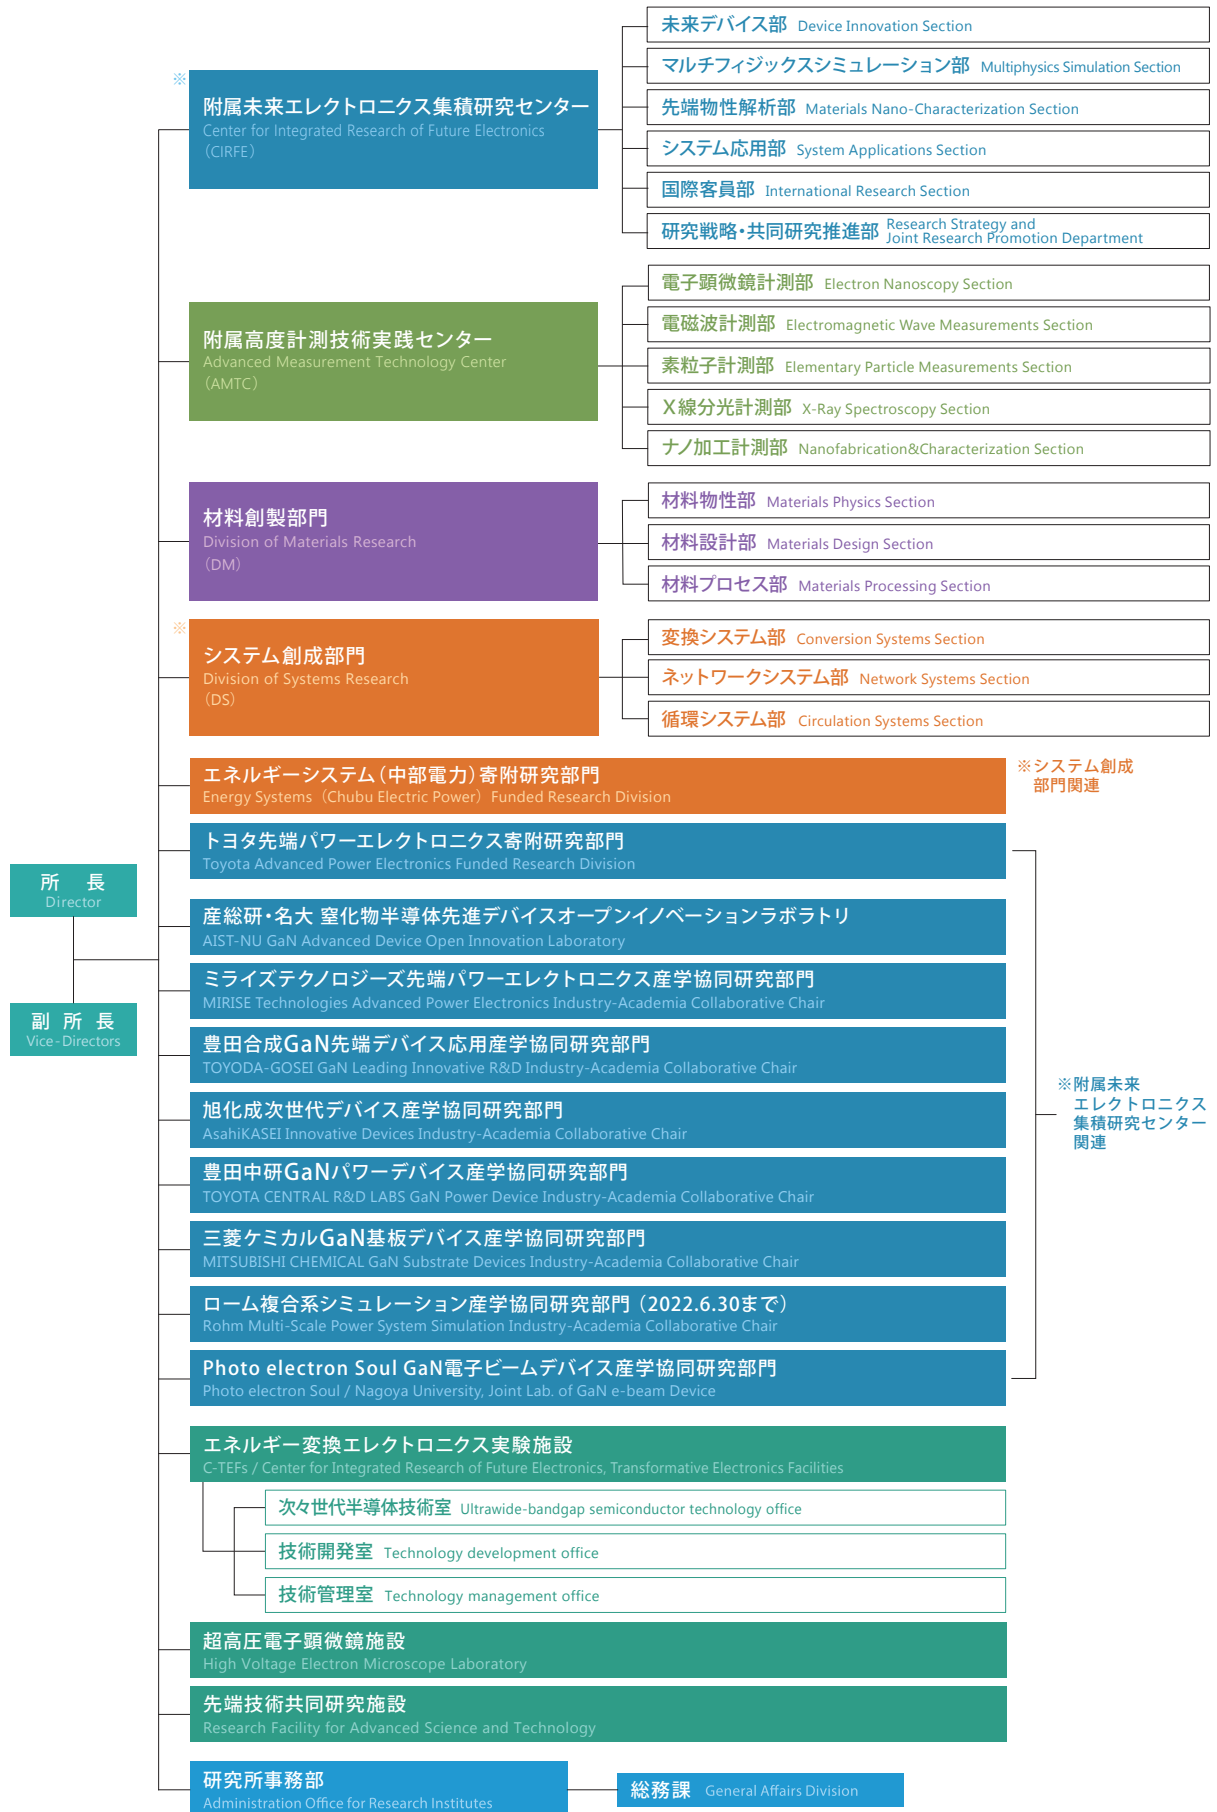 ※
附属未来エレクトロニクス集積研究センター
Center for Integrated Research of Future Electronics
（CIRFE）
未来デバイス部 Device Innovation Section
マルチフィジックスシミュレーション部 Multiphysics Simulation Section
先端物性解析部 Materials Nano-Characterization Section
システム応用部 System Applications Section
国際客員部 International Research Section
研究戦略・共同研究推進部 Research Strategy and
Joint Research Promotion Department
附属高度計測技術実践センター
Advanced Measurement Technology Center
（AMTC）
電子顕微鏡計測部 Electron Nanoscopy Section
電磁波計測部 Electromagnetic Wave Measurements Section
素粒子計測部 Elementary Particle Measurements Section
X線分光計測部 X-Ray Spectroscopy Section
ナノ加工計測部 Nanofabrication&Characterization Section
材料創製部門
Division of Materials Research
（DM）
材料物性部 Materials Physics Section
材料設計部 Materials Design Section
材料プロセス部 Materials Processing Section
※
システム創成部門
Division of Systems Research
（DS）
変換システム部 Conversion Systems Section
ネットワークシステム部 Network Systems Section
循環システム部 Circulation Systems Section
エネルギーシステム（中部電力）寄附研究部門
Energy Systems（Chubu Electric Power）Funded Research Division
※システム創成
部門関連
トヨタ先端パワーエレクトロニクス寄附研究部門
Toyota Advanced Power Electronics Funded Research Division
所 長
Director
副 所 長
Vice-Directors
産総研・名大 窒化物半導体先進デバイスオープンイノベーションラボラトリ
AIST-NU GaN Advanced Device Open Innovation Laboratory
ミライズテクノロジーズ先端パワーエレクトロニクス産学協同研究部門
MIRISE Technologies Advanced Power Electronics Industry-Academia Collaborative Chair
豊田合成GaN先端デバイス応用産学協同研究部門
TOYODA-GOSEI GaN Leading Innovative R&D Industry-Academia Collaborative Chair
旭化成次世代デバイス産学協同研究部門
AsahiKASEI Innovative Devices Industry-Academia Collaborative Chair
豊田中研GaNパワーデバイス産学協同研究部門
TOYOTA CENTRAL R&D LABS GaN Power Device Industry-Academia Collaborative Chair
三菱ケミカルGaN基板デバイス産学協同研究部門
MITSUBISHI CHEMICAL GaN Substrate Devices Industry-Academia Collaborative Chair
ローム複合系シミュレーション産学協同研究部門（2022.6.30まで）
Rohm Multi-Scale Power System Simulation Industry-Academia Collaborative Chair
Photo electron Soul GaN電子ビームデバイス産学協同研究部門
Photo electron Soul / Nagoya University, Joint Lab. of GaN e-beam Device
※附属未来
エレクトロニクス
集積研究センター
関連
エネルギー変換エレクトロニクス実験施設
C-TEFs / Center for Integrated Research of Future Electronics, Transformative Electronics Facilities
次々世代半導体技術室 Ultrawide-bandgap semiconductor technology office
技術開発室 Technology development office
技術管理室 Technology management office
超高圧電子顕微鏡施設
High Voltage Electron Microscope Laboratory
先端技術共同研究施設
Research Facility for Advanced Science and Technology
研究所事務部
Administration Office for Research Institutes
総務課 General Affairs Division